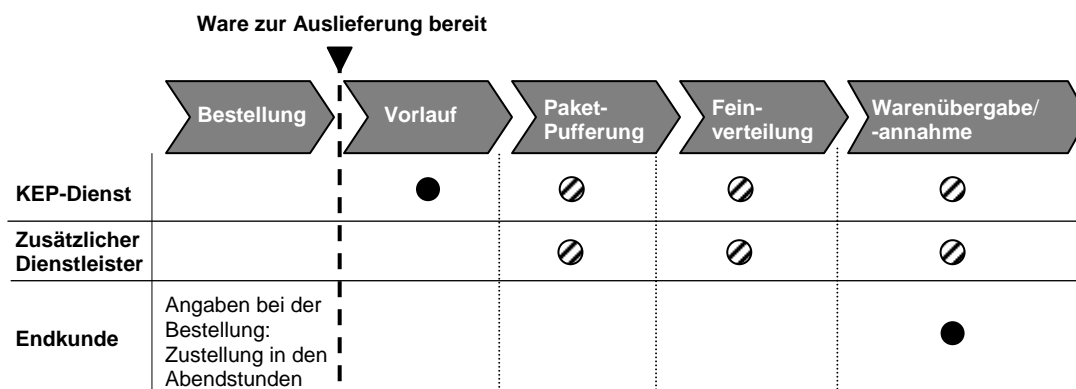 Ware zur Auslieferung bereit
Bestellung
Vorlauf
Paket-
Pufferung
Fein-
verteilung
Warenübergabe/
-annahme
KEP-Dienst
Zusätzlicher
Dienstleister
Endkunde
Angaben bei der
Bestellung:
Zustellung in den
Abendstunden